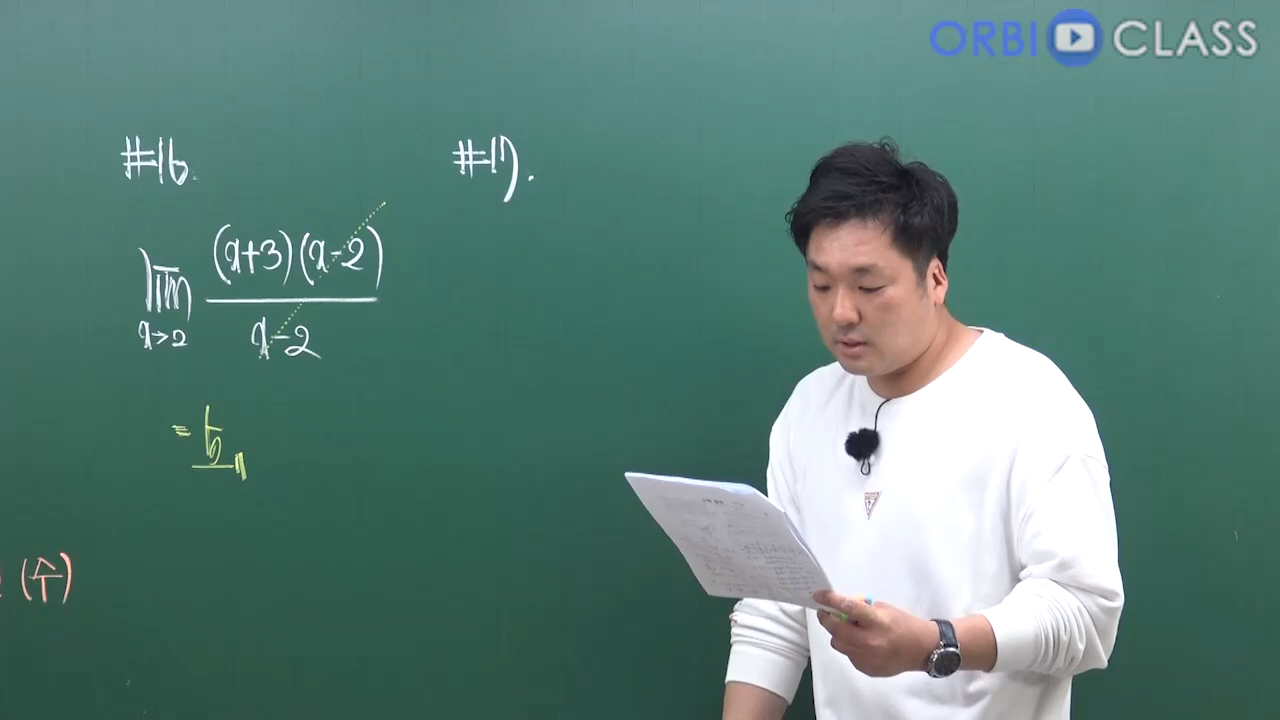 ORBI CLASS
#16.
#17.
lim (x+3)(x-2)
x→2 x-2
= 5
(수)